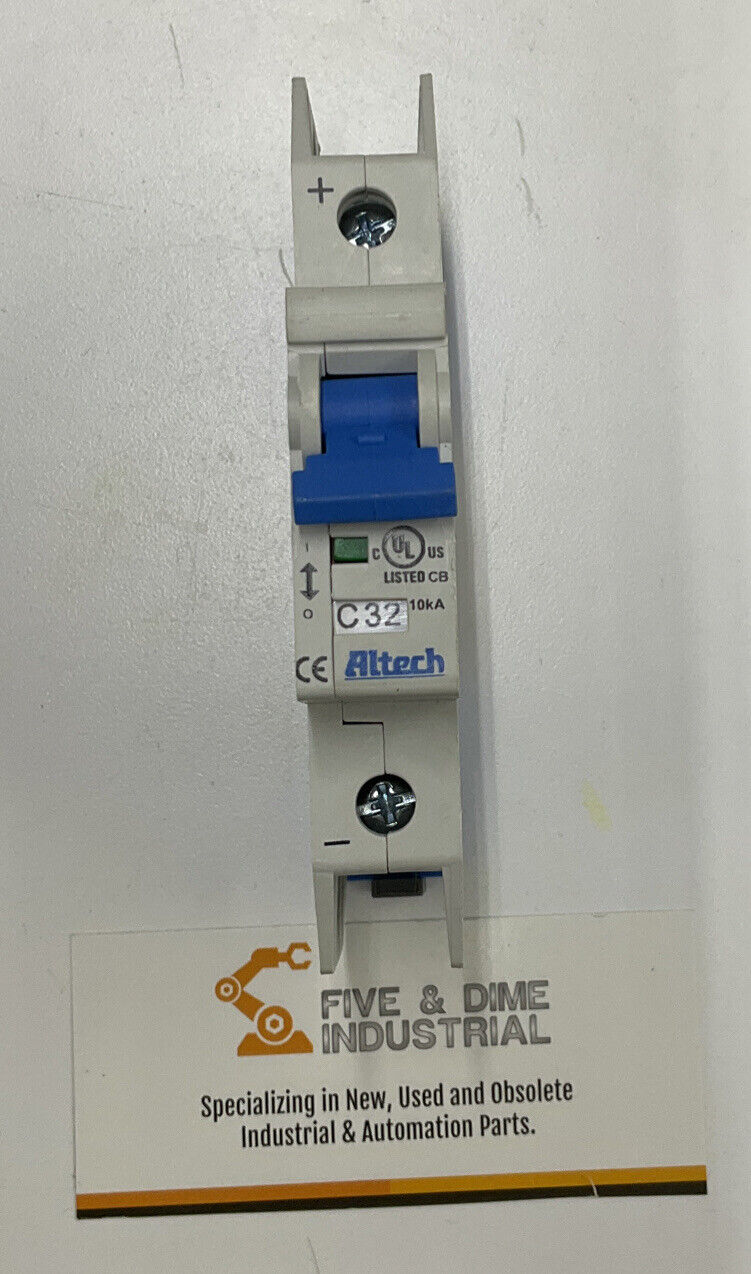 +
I
C UL US
LISTED CB
O
C32 10kA
CE Altech
—
FIVE & DIME
INDUSTRIAL
Specializing in New, Used and Obsolete
Industrial & Automation Parts.